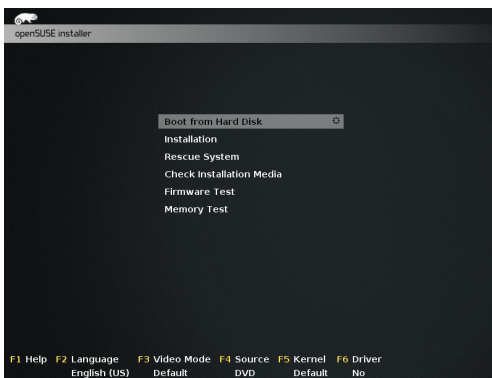 openSUSE installer
Boot from Hard Disk
Installation
Rescue System
Check Installation Media
Firmware Test
Memory Test
F1 Help F2 Language F3 Video Mode F4 Source F5 Kernel F6 Driver
English (US) Default DVD Default No